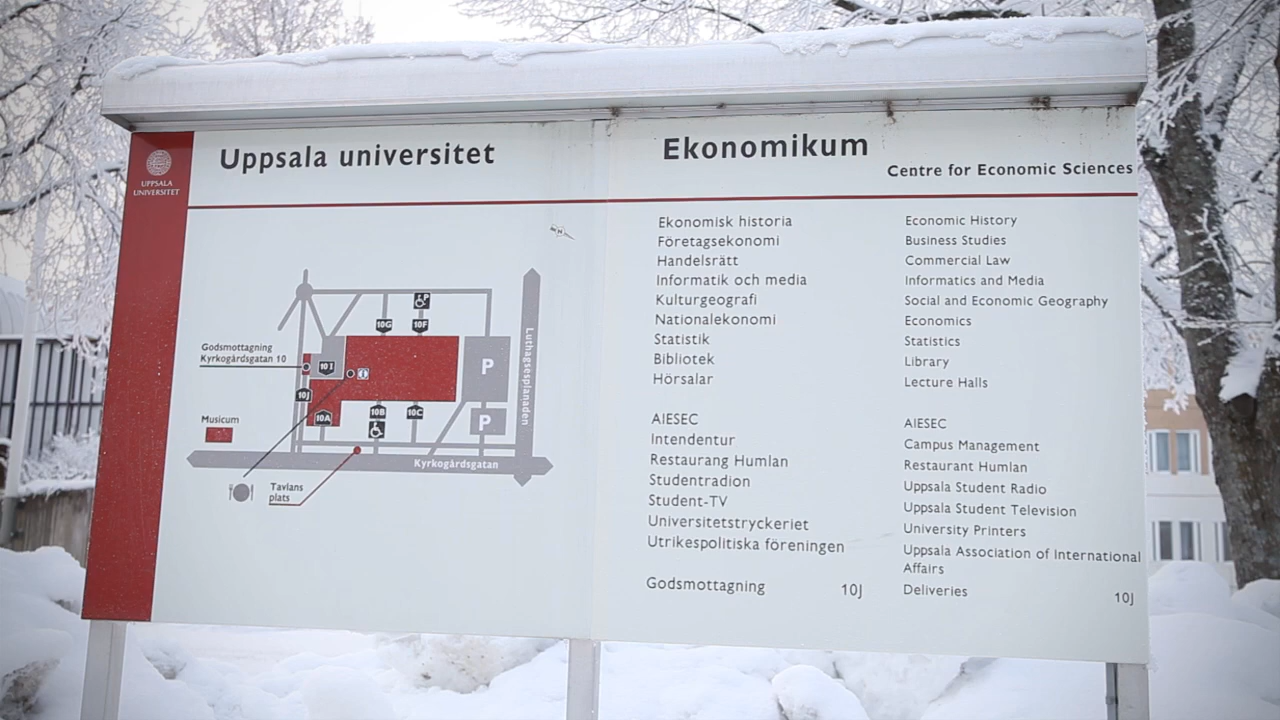 UPPSALA
UNIVERSITET
Uppsala universitet
Ekonomikum
Centre for Economic Sciences
N
P
10G
10F
Godsmottagning
Kyrkogårdsgatan 10
10 I
i
P
Luthagsesplanaden
10J
10A
10B
10C
P
Musicum
Kyrkogårdsgatan
Tavlans
plats
Ekonomisk historia
Företagsekonomi
Handelsrätt
Informatik och media
Kulturgeografi
Nationalekonomi
Statistik
Bibliotek
Hörsalar
AIESEC
Intendentur
Restaurang Humlan
Studentradion
Student-TV
Universitetstryckeriet
Utrikespolitiska föreningen
Godsmottagning 10J
Economic History
Business Studies
Commercial Law
Informatics and Media
Social and Economic Geography
Economics
Statistics
Library
Lecture Halls
AIESEC
Campus Management
Restaurant Humlan
Uppsala Student Radio
Uppsala Student Television
University Printers
Uppsala Association of International
Affairs
Deliveries 10J